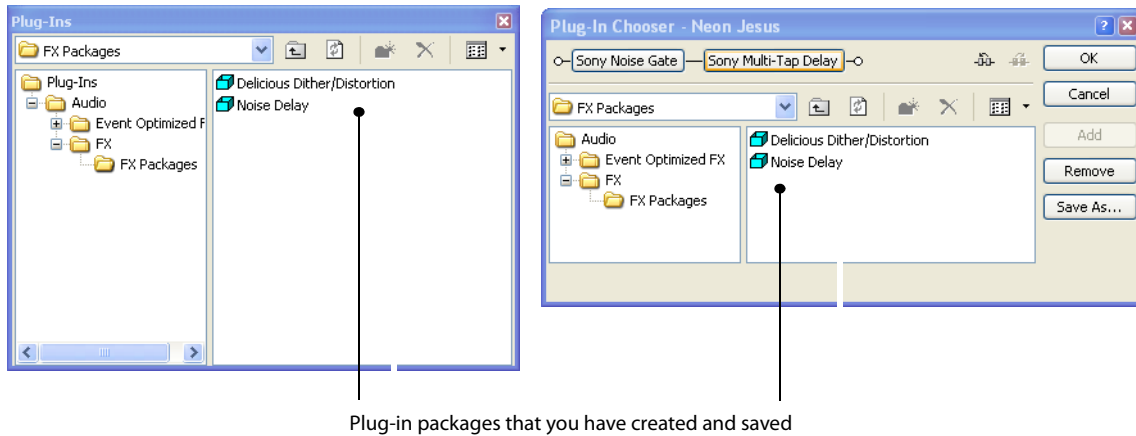 Plug-Ins
FX Packages
Plug-Ins
Audio
Event Optimized F
FX
FX Packages
Delicious Dither/Distortion
Noise Delay
Plug-In Chooser - Neon Jesus
Sony Noise Gate
Sony Multi-Tap Delay
FX Packages
Audio
Event Optimized FX
FX
FX Packages
Delicious Dither/Distortion
Noise Delay
OK
Cancel
Add
Remove
Save As...
Plug-in packages that you have created and saved